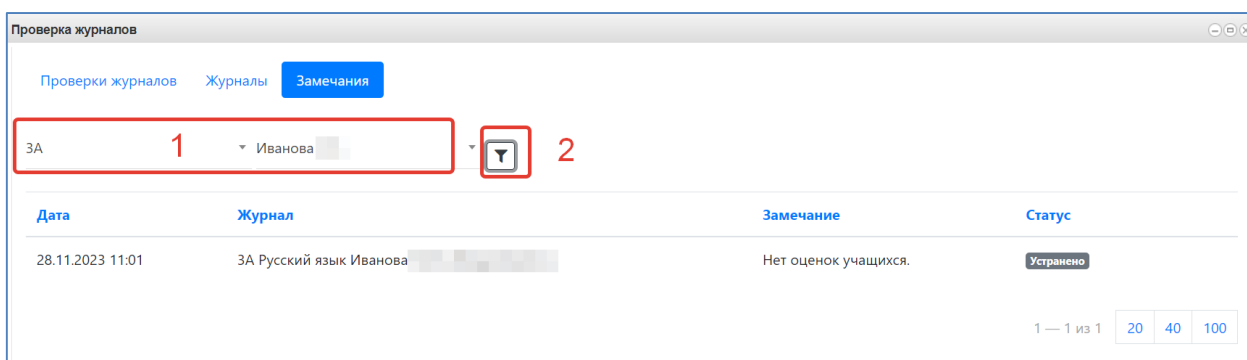 Проверка журналов
Проверки журналов Журналы Замечания
3А 1 Иванова 2
Дата Журнал Замечание Статус
28.11.2023 11:01 3А Русский язык Иванова Нет оценок учащихся. Устранено
1 — 1 из 1 20 40 100